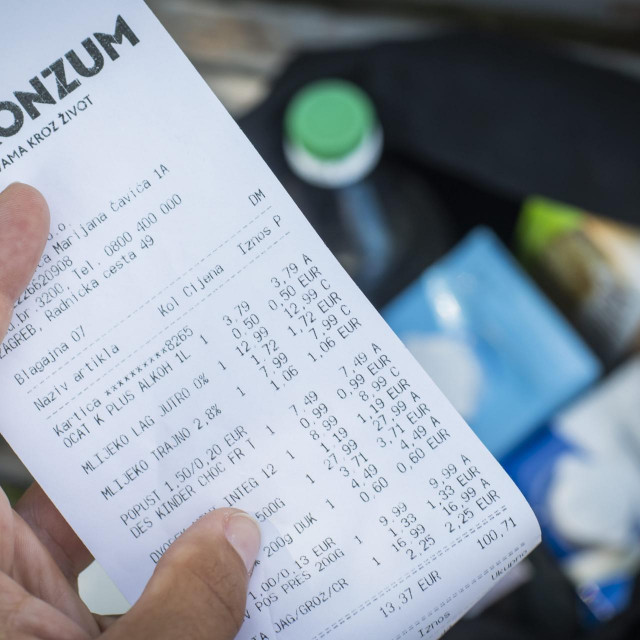 ONZUM
AMA KROZ ŽIVOT
Marijana Čavića 1A
226620908
3200, Tel. 0800 400 000
ZAGREB, Radnička cesta 49
DM
Blagajna 07
Naziv artikla Kol Cijena Iznos P
Kartica xxxxxxxxxx8265
OCAT K PLUS ALKOH 1L 1 3.79 3.79 A
0.50 0.50 EUR
MLIJEKO LAG JUTRO 0% 1 12.99 12.99 C
1.72 1.72 EUR
MLIJEKO TRAJNO 2.8% 1 7.99 7.99 C
1.06 1.06 EUR
POPUST 1.50/0.20 EUR
DES KINDER CHOC FR T 1 7.49 7.49 A
0.99 0.99 EUR
INTEG 12 1 8.99 8.99 C
1.19 1.19 EUR
500G 1 27.99 27.99 A
3.71 3.71 EUR
200g DUK 1 4.49 4.49 A
0.60 0.60 EUR
1.00/0.13 EUR
POS PRES 200G 1 9.99 9.99 A
1.33 1.33 EUR
JAG/GROZ/CR 1 16.99 16.99 A
2.25 2.25 EUR
13,37 EUR 100,71
Iznos Ukupno